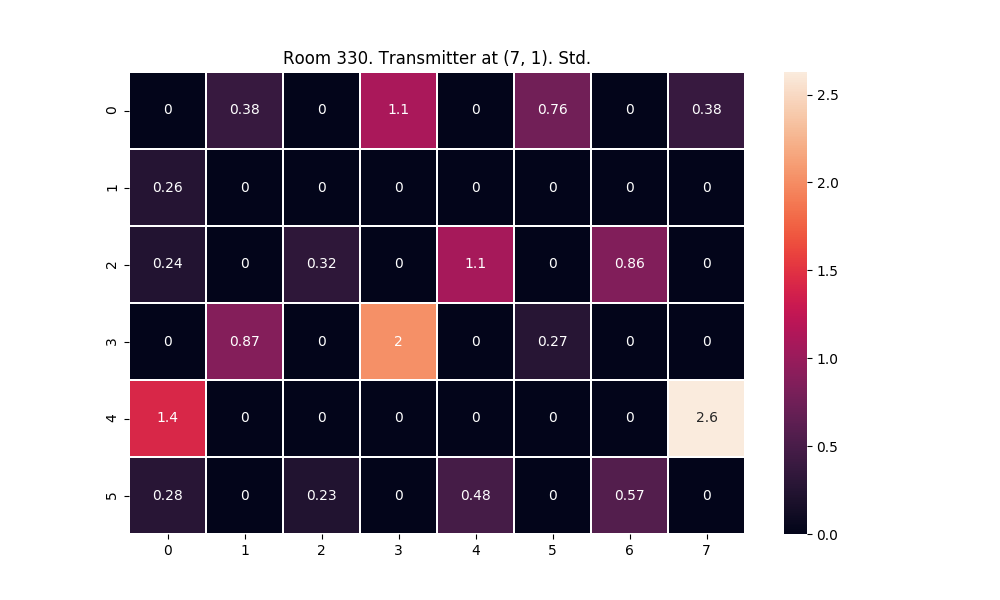 Room 330. Transmitter at (7, 1). Std.
0 0 0.38 0 1.1 0 0.76 0 0.38
1 0.26 0 0 0 0 0 0 0
2 0.24 0 0.32 0 1.1 0 0.86 0
3 0 0.87 0 2 0 0.27 0 0
4 1.4 0 0 0 0 0 0 2.6
5 0.28 0 0.23 0 0.48 0 0.57 0
0 1 2 3 4 5 6 7
2.5
2.0
1.5
1.0
0.5
0.0